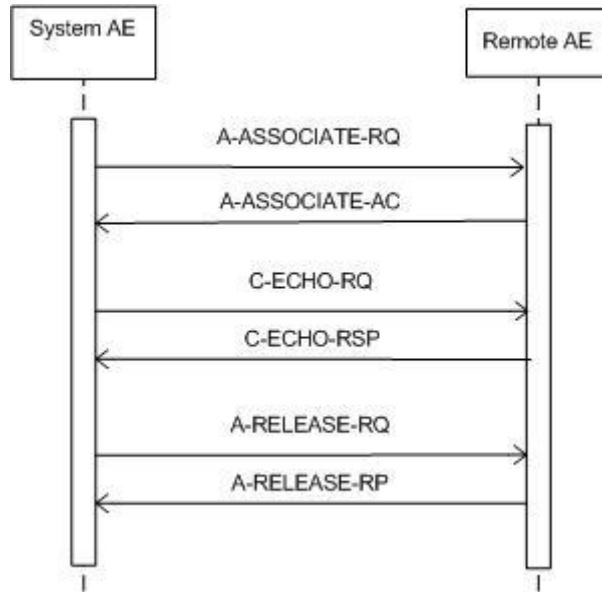 System AE
Remote AE
A-ASSOCIATE-RQ
A-ASSOCIATE-AC
C-ECHO-RQ
C-ECHO-RSP
A-RELEASE-RQ
A-RELEASE-RP